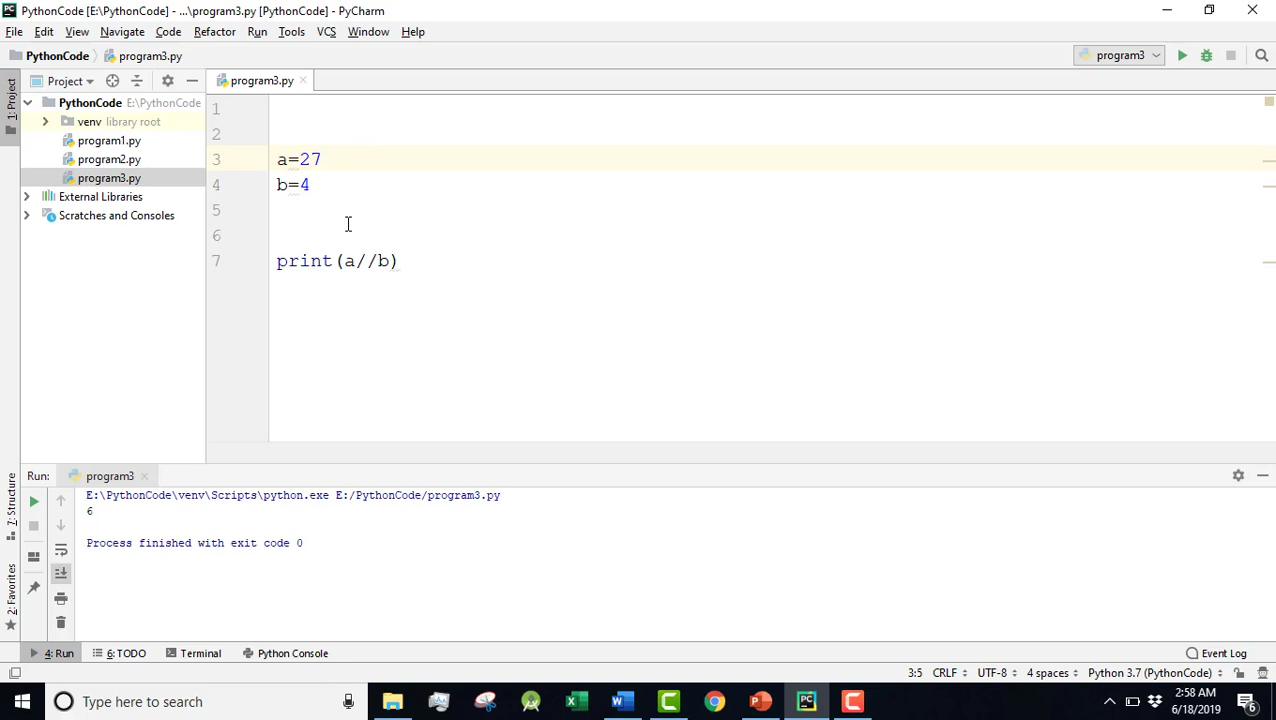 PythonCode [E:\PythonCode] - ...\program3.py [PythonCode] - PyCharm
File Edit View Navigate Code Refactor Run Tools VCS Window Help
PythonCode program3.py program3
1: Project
Project
program3.py
PythonCode E:\PythonCode
venv library root
program1.py
program2.py
program3.py
External Libraries
Scratches and Consoles
1
2
3 a=27
4 b=4
5
6
7 print(a//b)
Run: program3
E:\PythonCode\venv\Scripts\python.exe E:/PythonCode/program3.py
6
Process finished with exit code 0
7: Structure
2: Favorites
4: Run 6: TODO Terminal Python Console Event Log
3:5 CRLF UTF-8 4 spaces Python 3.7 (PythonCode)
Type here to search
2:58 AM
6/18/2019
6